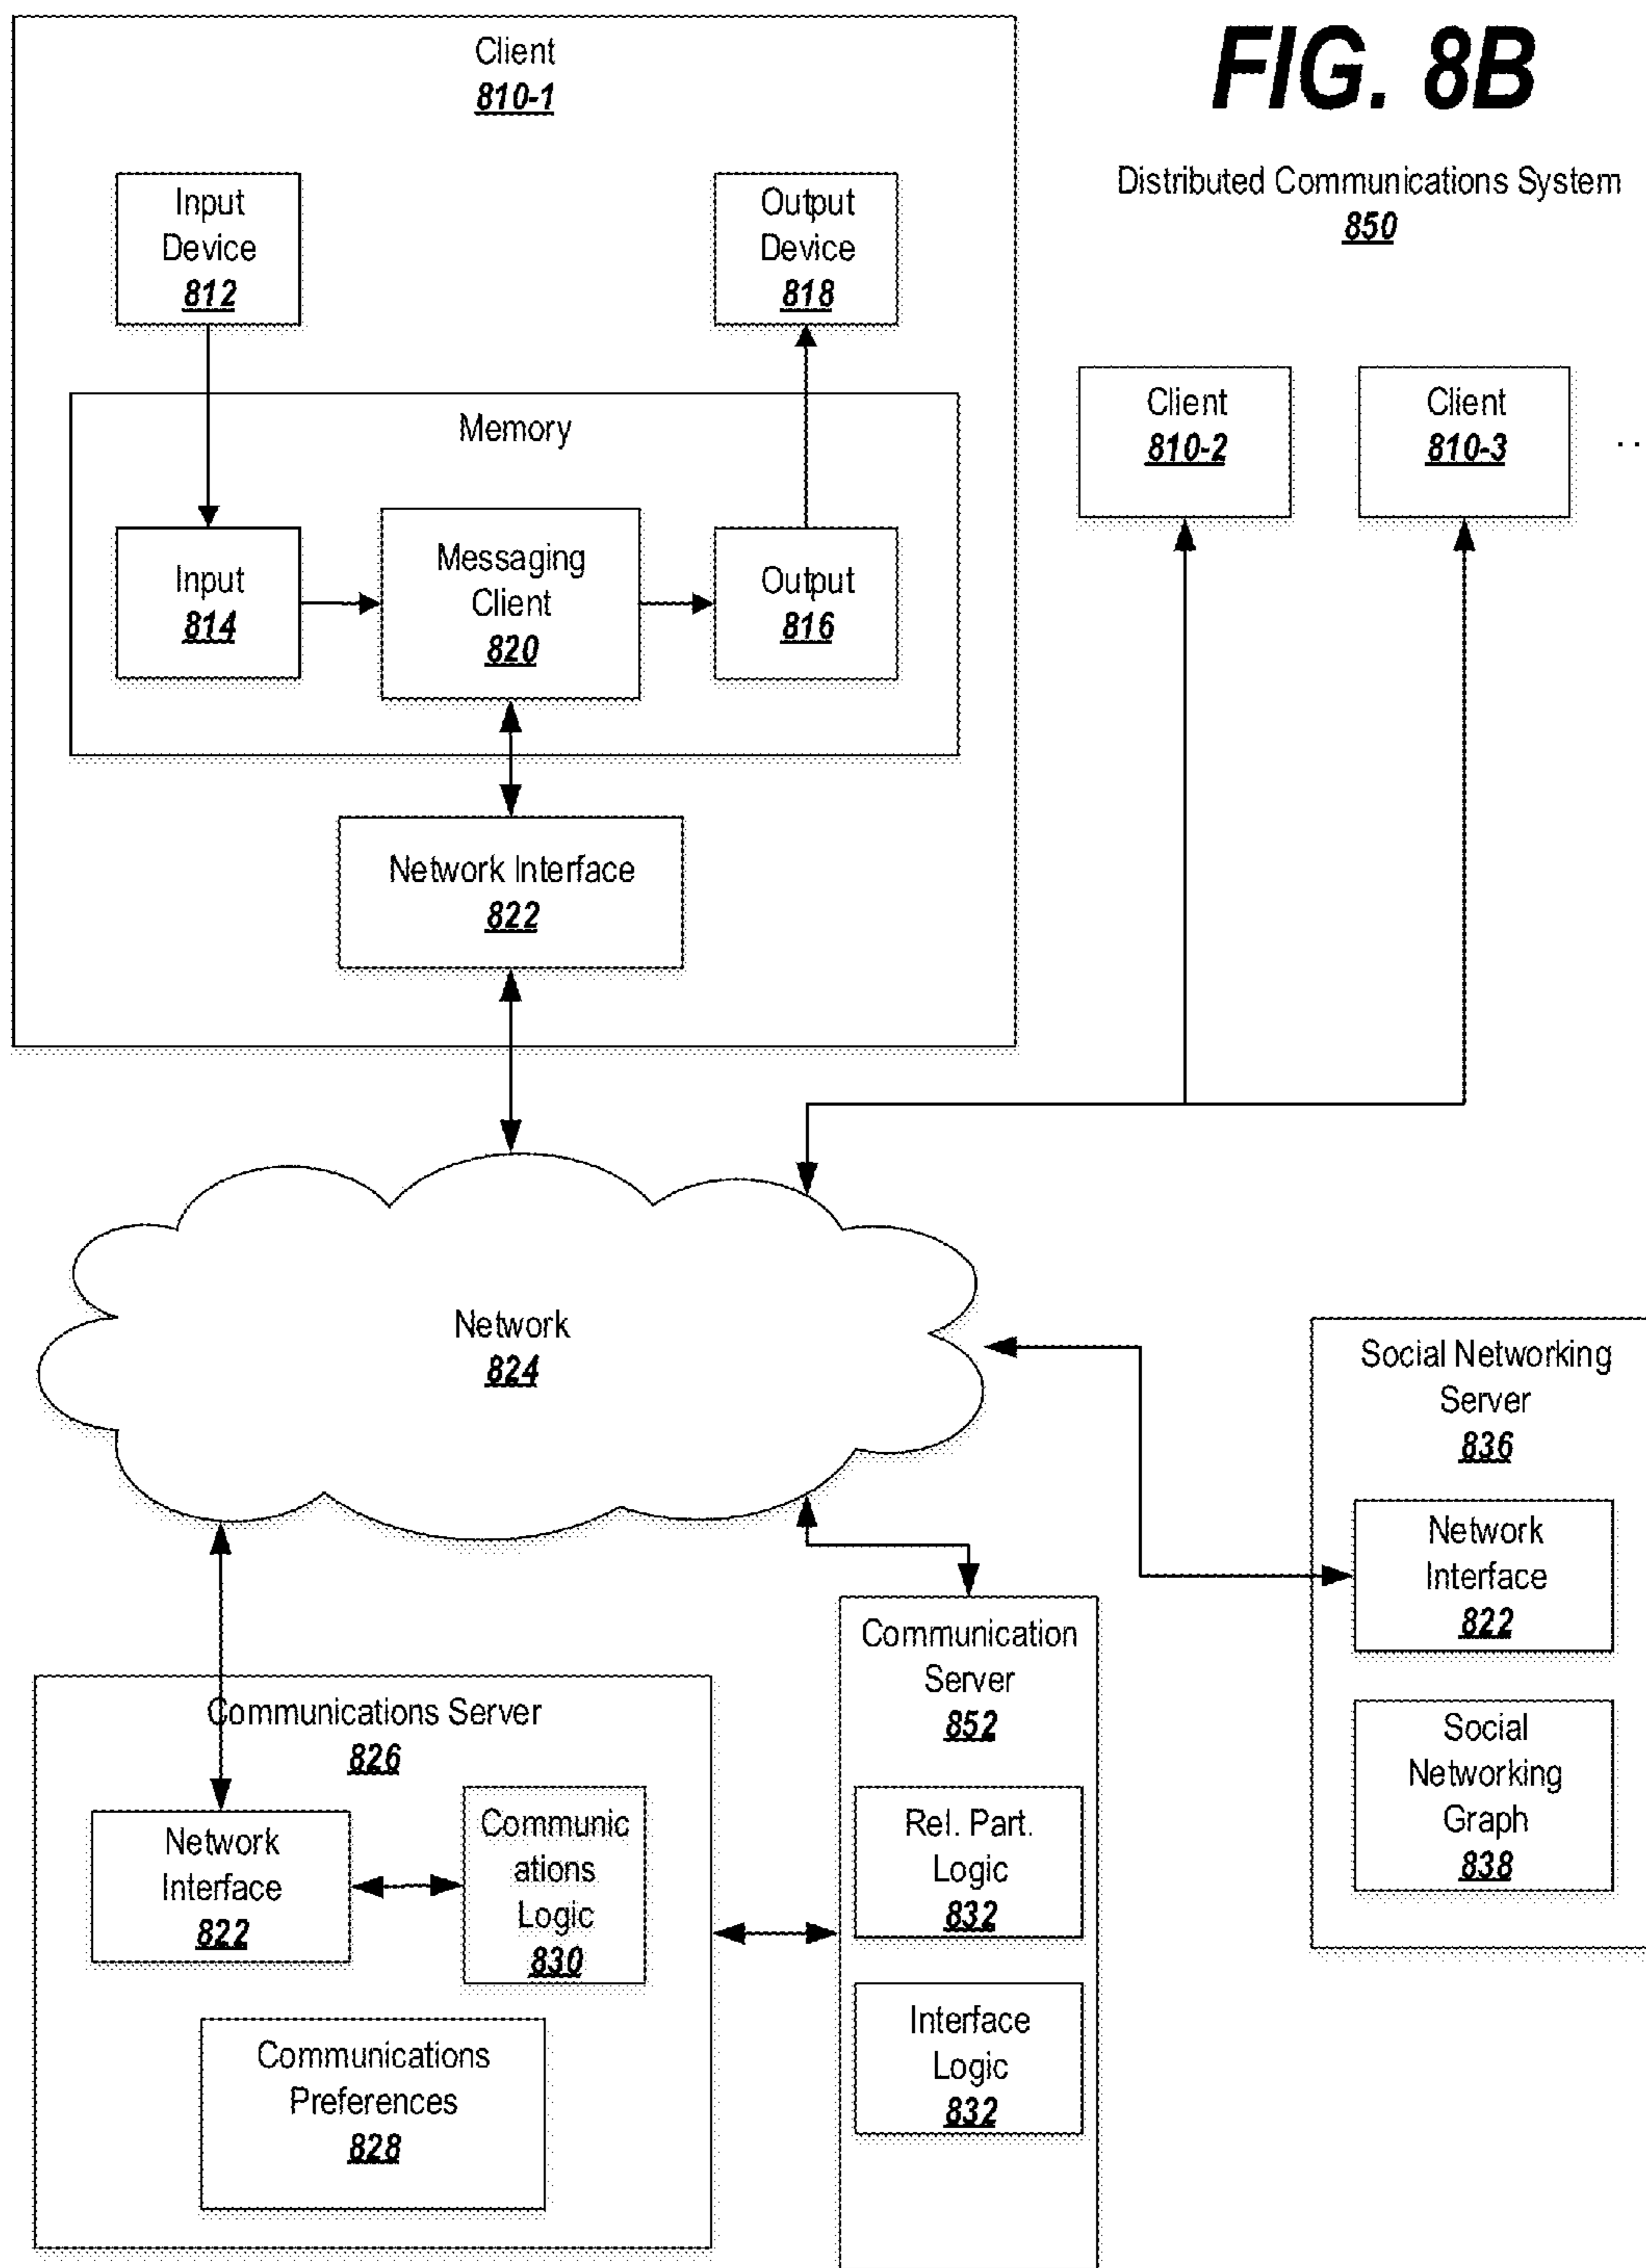 FIG. 8B
Distributed Communications System
850
Client
810-1
Input
Device
812
Output
Device
818
Memory
Input
814
Messaging
Client
820
Output
816
Network Interface
822
Client
810-2
Client
810-3
..
Network
824
Social Networking
Server
836
Network
Interface
822
Social
Networking
Graph
838
Communications Server
826
Network
Interface
822
Communic
ations
Logic
830
Communications
Preferences
828
Communication
Server
852
Rel. Part.
Logic
832
Interface
Logic
832